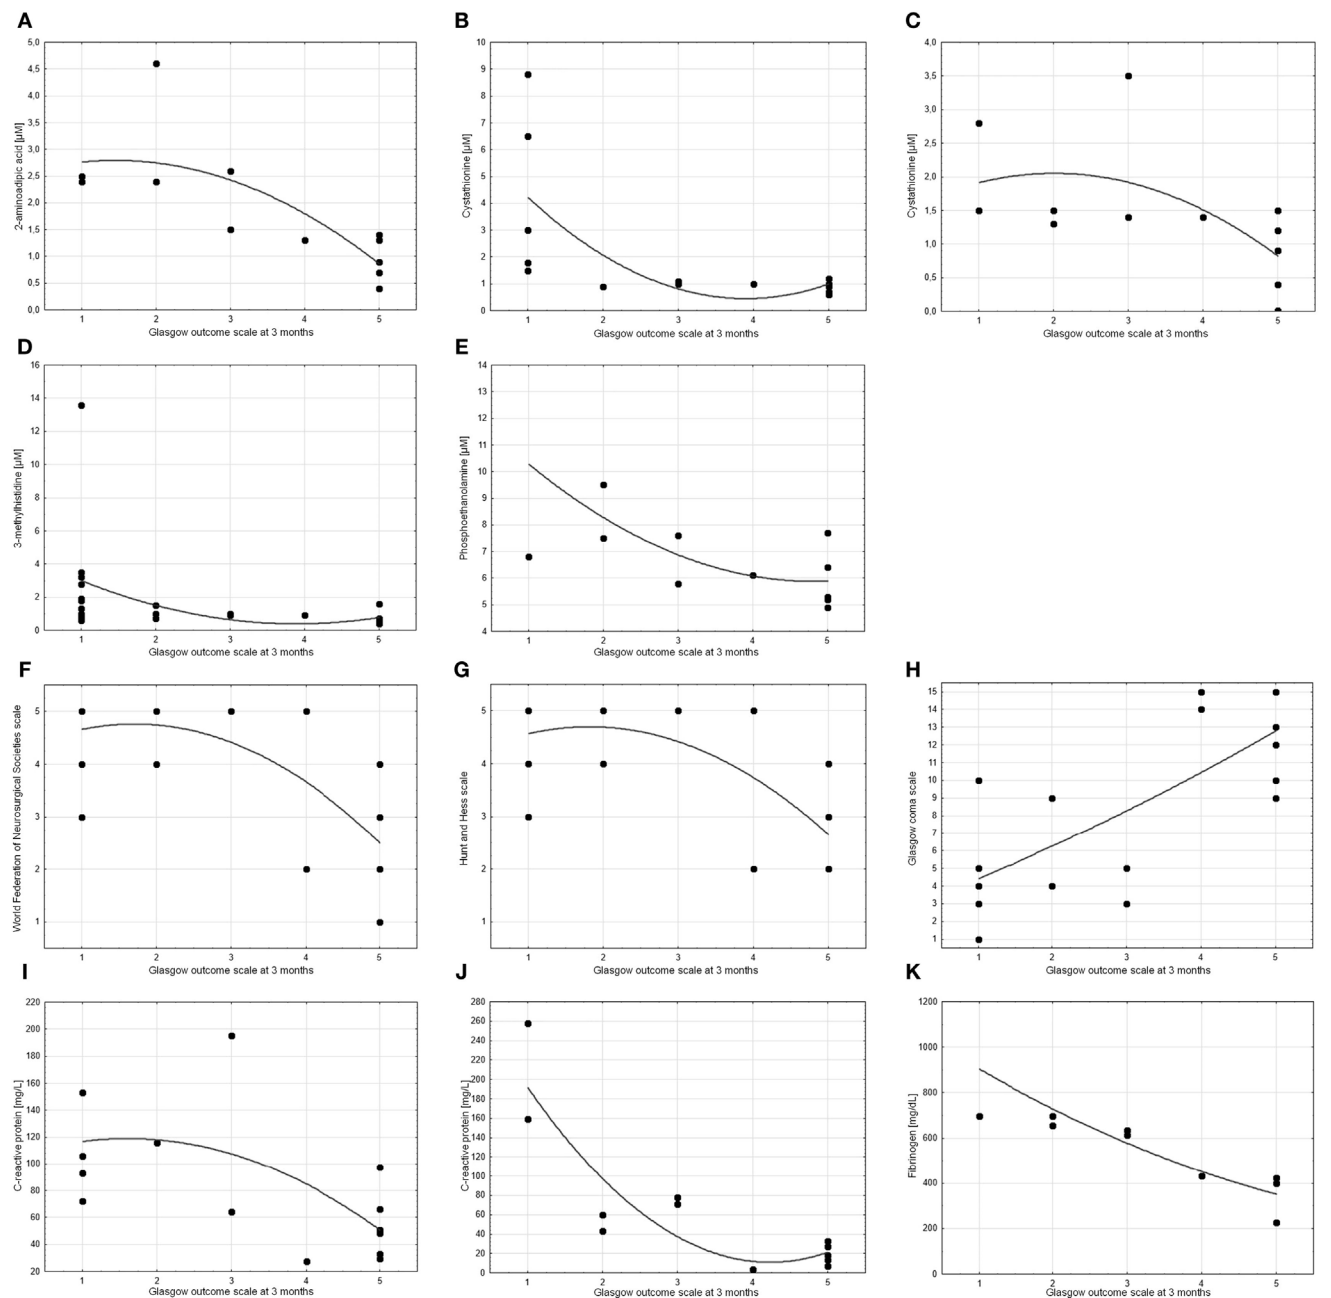 A
5,0
4,5
4,0
3,5
3,0
2,5
2,0
1,5
1,0
0,5
0,0
2-aminoadipic acid [µM]
1 2 3 4 5
Glasgow outcome scale at 3 months
B
10
9
8
7
6
5
4
3
2
1
0
Cystathionine [µM]
1 2 3 4 5
Glasgow outcome scale at 3 months
C
4,0
3,5
3,0
2,5
2,0
1,5
1,0
0,5
0,0
Cystathionine [µM]
1 2 3 4 5
Glasgow outcome scale at 3 months
D
16
14
12
10
8
6
4
2
0
3-methylhistidine [µM]
1 2 3 4 5
Glasgow outcome scale at 3 months
E
14
13
12
11
10
9
8
7
6
5
4
Phosphoethanolamine [µM]
1 2 3 4 5
Glasgow outcome scale at 3 months
F
5
4
3
2
1
World Federation of Neurosurgical Societies scale
1 2 3 4 5
Glasgow outcome scale at 3 months
G
5
4
3
2
1
Hunt and Hess scale
1 2 3 4 5
Glasgow outcome scale at 3 months
H
15
14
13
12
11
10
9
8
7
6
5
4
3
2
1
Glasgow coma scale
1 2 3 4 5
Glasgow outcome scale at 3 months
I
220
200
180
160
140
120
100
80
60
40
20
C-reactive protein [mg/L]
1 2 3 4 5
Glasgow outcome scale at 3 months
J
280
260
240
220
200
180
160
140
120
100
80
60
40
20
0
C-reactive protein [mg/L]
1 2 3 4 5
Glasgow outcome scale at 3 months
K
1200
1000
800
600
400
200
0
Fibrinogen [mg/dL]
1 2 3 4 5
Glasgow outcome scale at 3 months